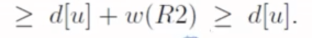 ≥ d[u] + w(R2) ≥ d[u].